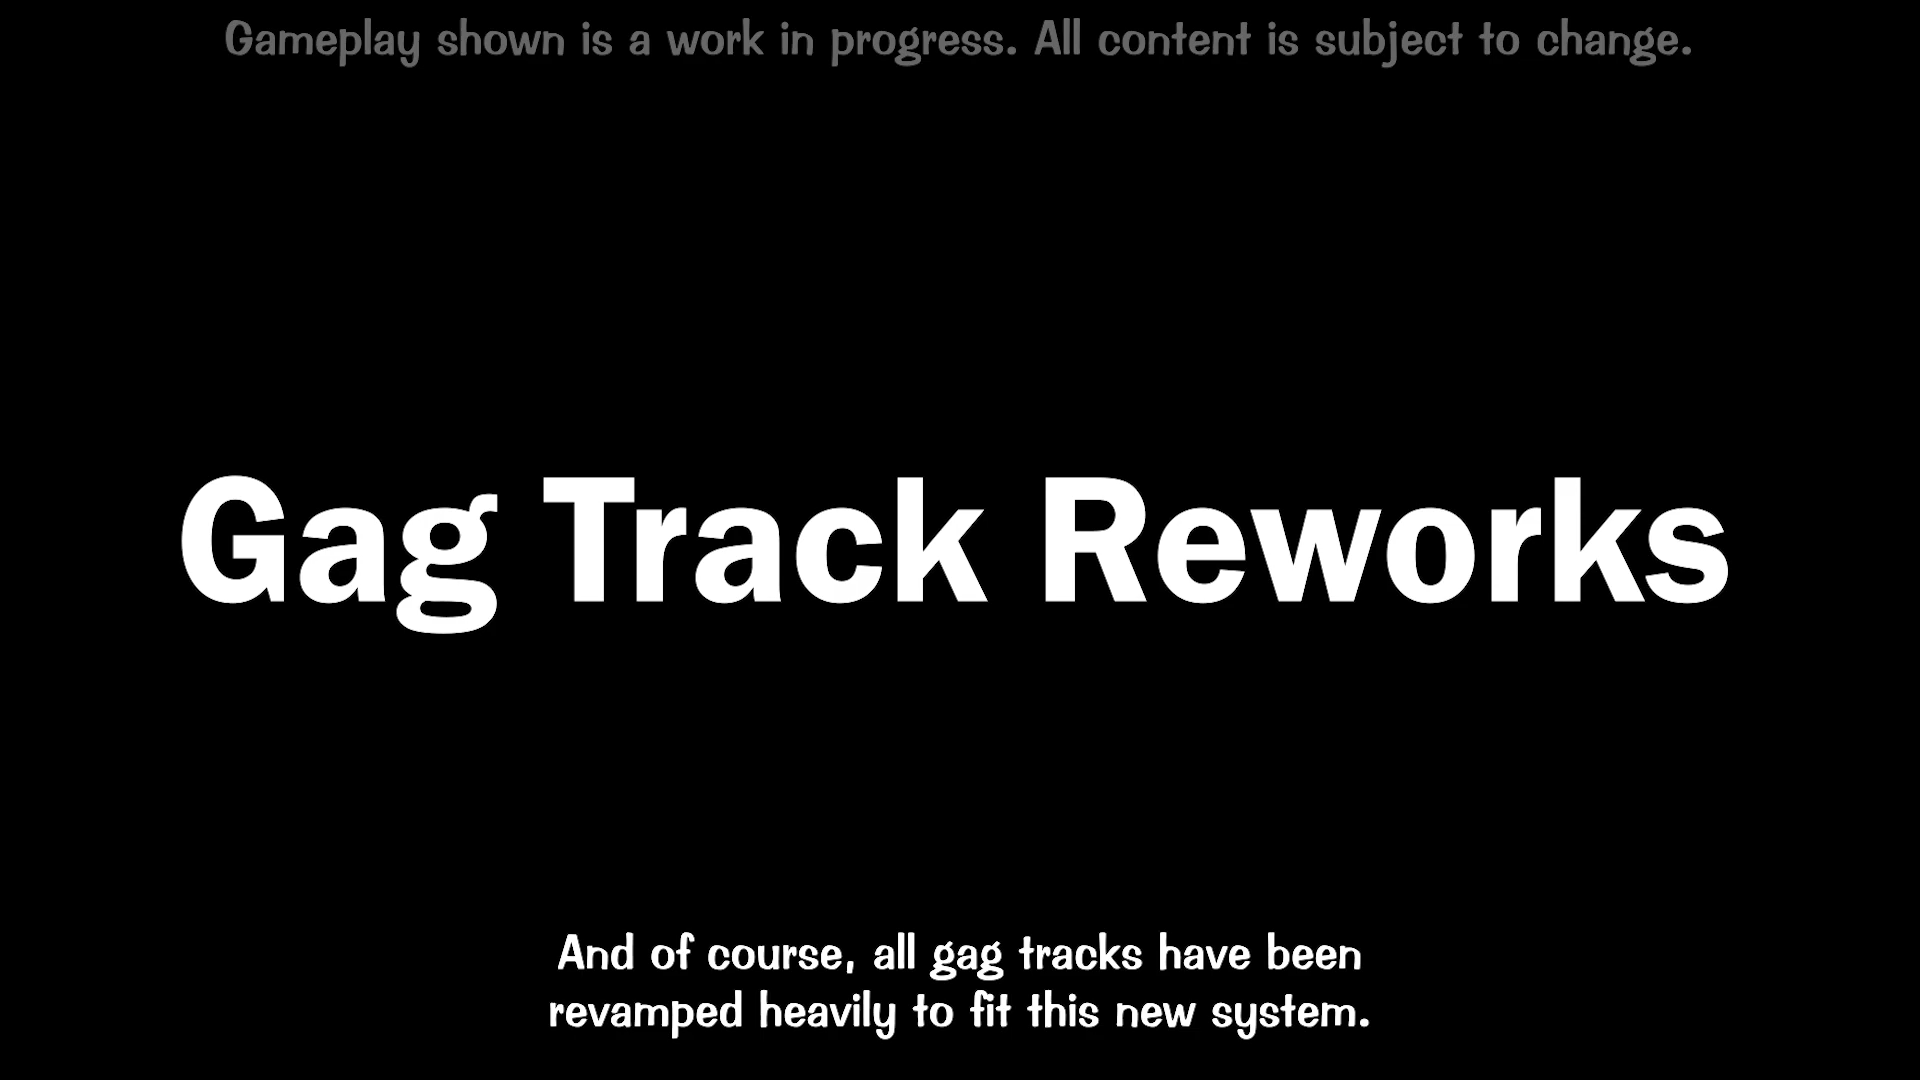 Gameplay shown is a work in progress. All content is subject to change.
Gag Track Reworks
And of course, all gag tracks have been
revamped heavily to fit this new system.